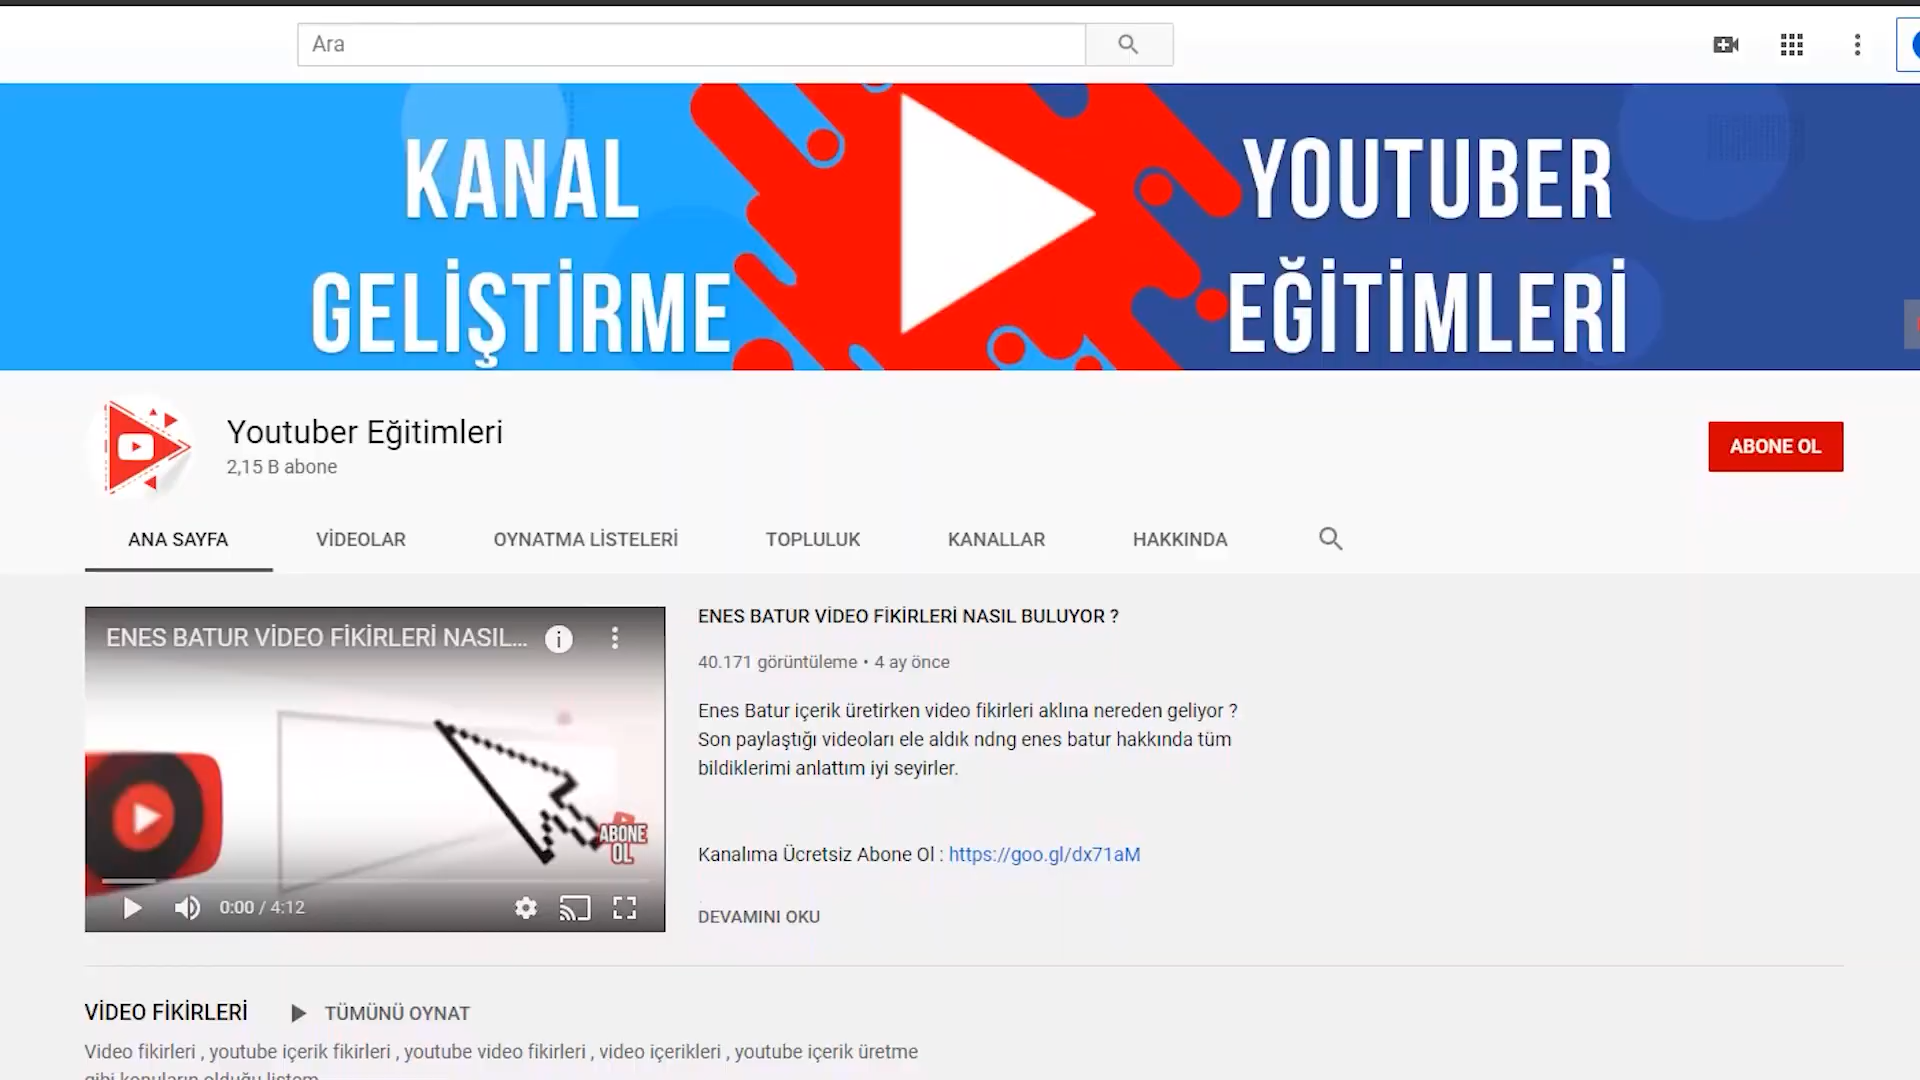 Ara
KANAL
GELİŞTİRME
YOUTUBER
EĞİTİMLERİ
Youtuber Eğitimleri
2,15 B abone
ABONE OL
ANA SAYFA VİDEOLAR OYNATMA LİSTELERİ TOPLULUK KANALLAR HAKKINDA
ENES BATUR VİDEO FİKİRLERİ NASIL...
ABONE
OL
0:00 / 4:12
ENES BATUR VİDEO FİKİRLERİ NASIL BULUYOR ?
40.171 görüntüleme • 4 ay önce
Enes Batur içerik üretirken video fikirleri aklına nereden geliyor ?
Son paylaştığı videoları ele aldık ndng enes batur hakkında tüm
bildiklerimi anlattım iyi seyirler.
Kanalıma Ücretsiz Abone Ol : https://goo.gl/dx71aM
DEVAMINI OKU
VİDEO FİKİRLERİ TÜMÜNÜ OYNAT
Video fikirleri , youtube içerik fikirleri , youtube video fikirleri , video içerikleri , youtube içerik üretme
gibi konuların olduğu listem